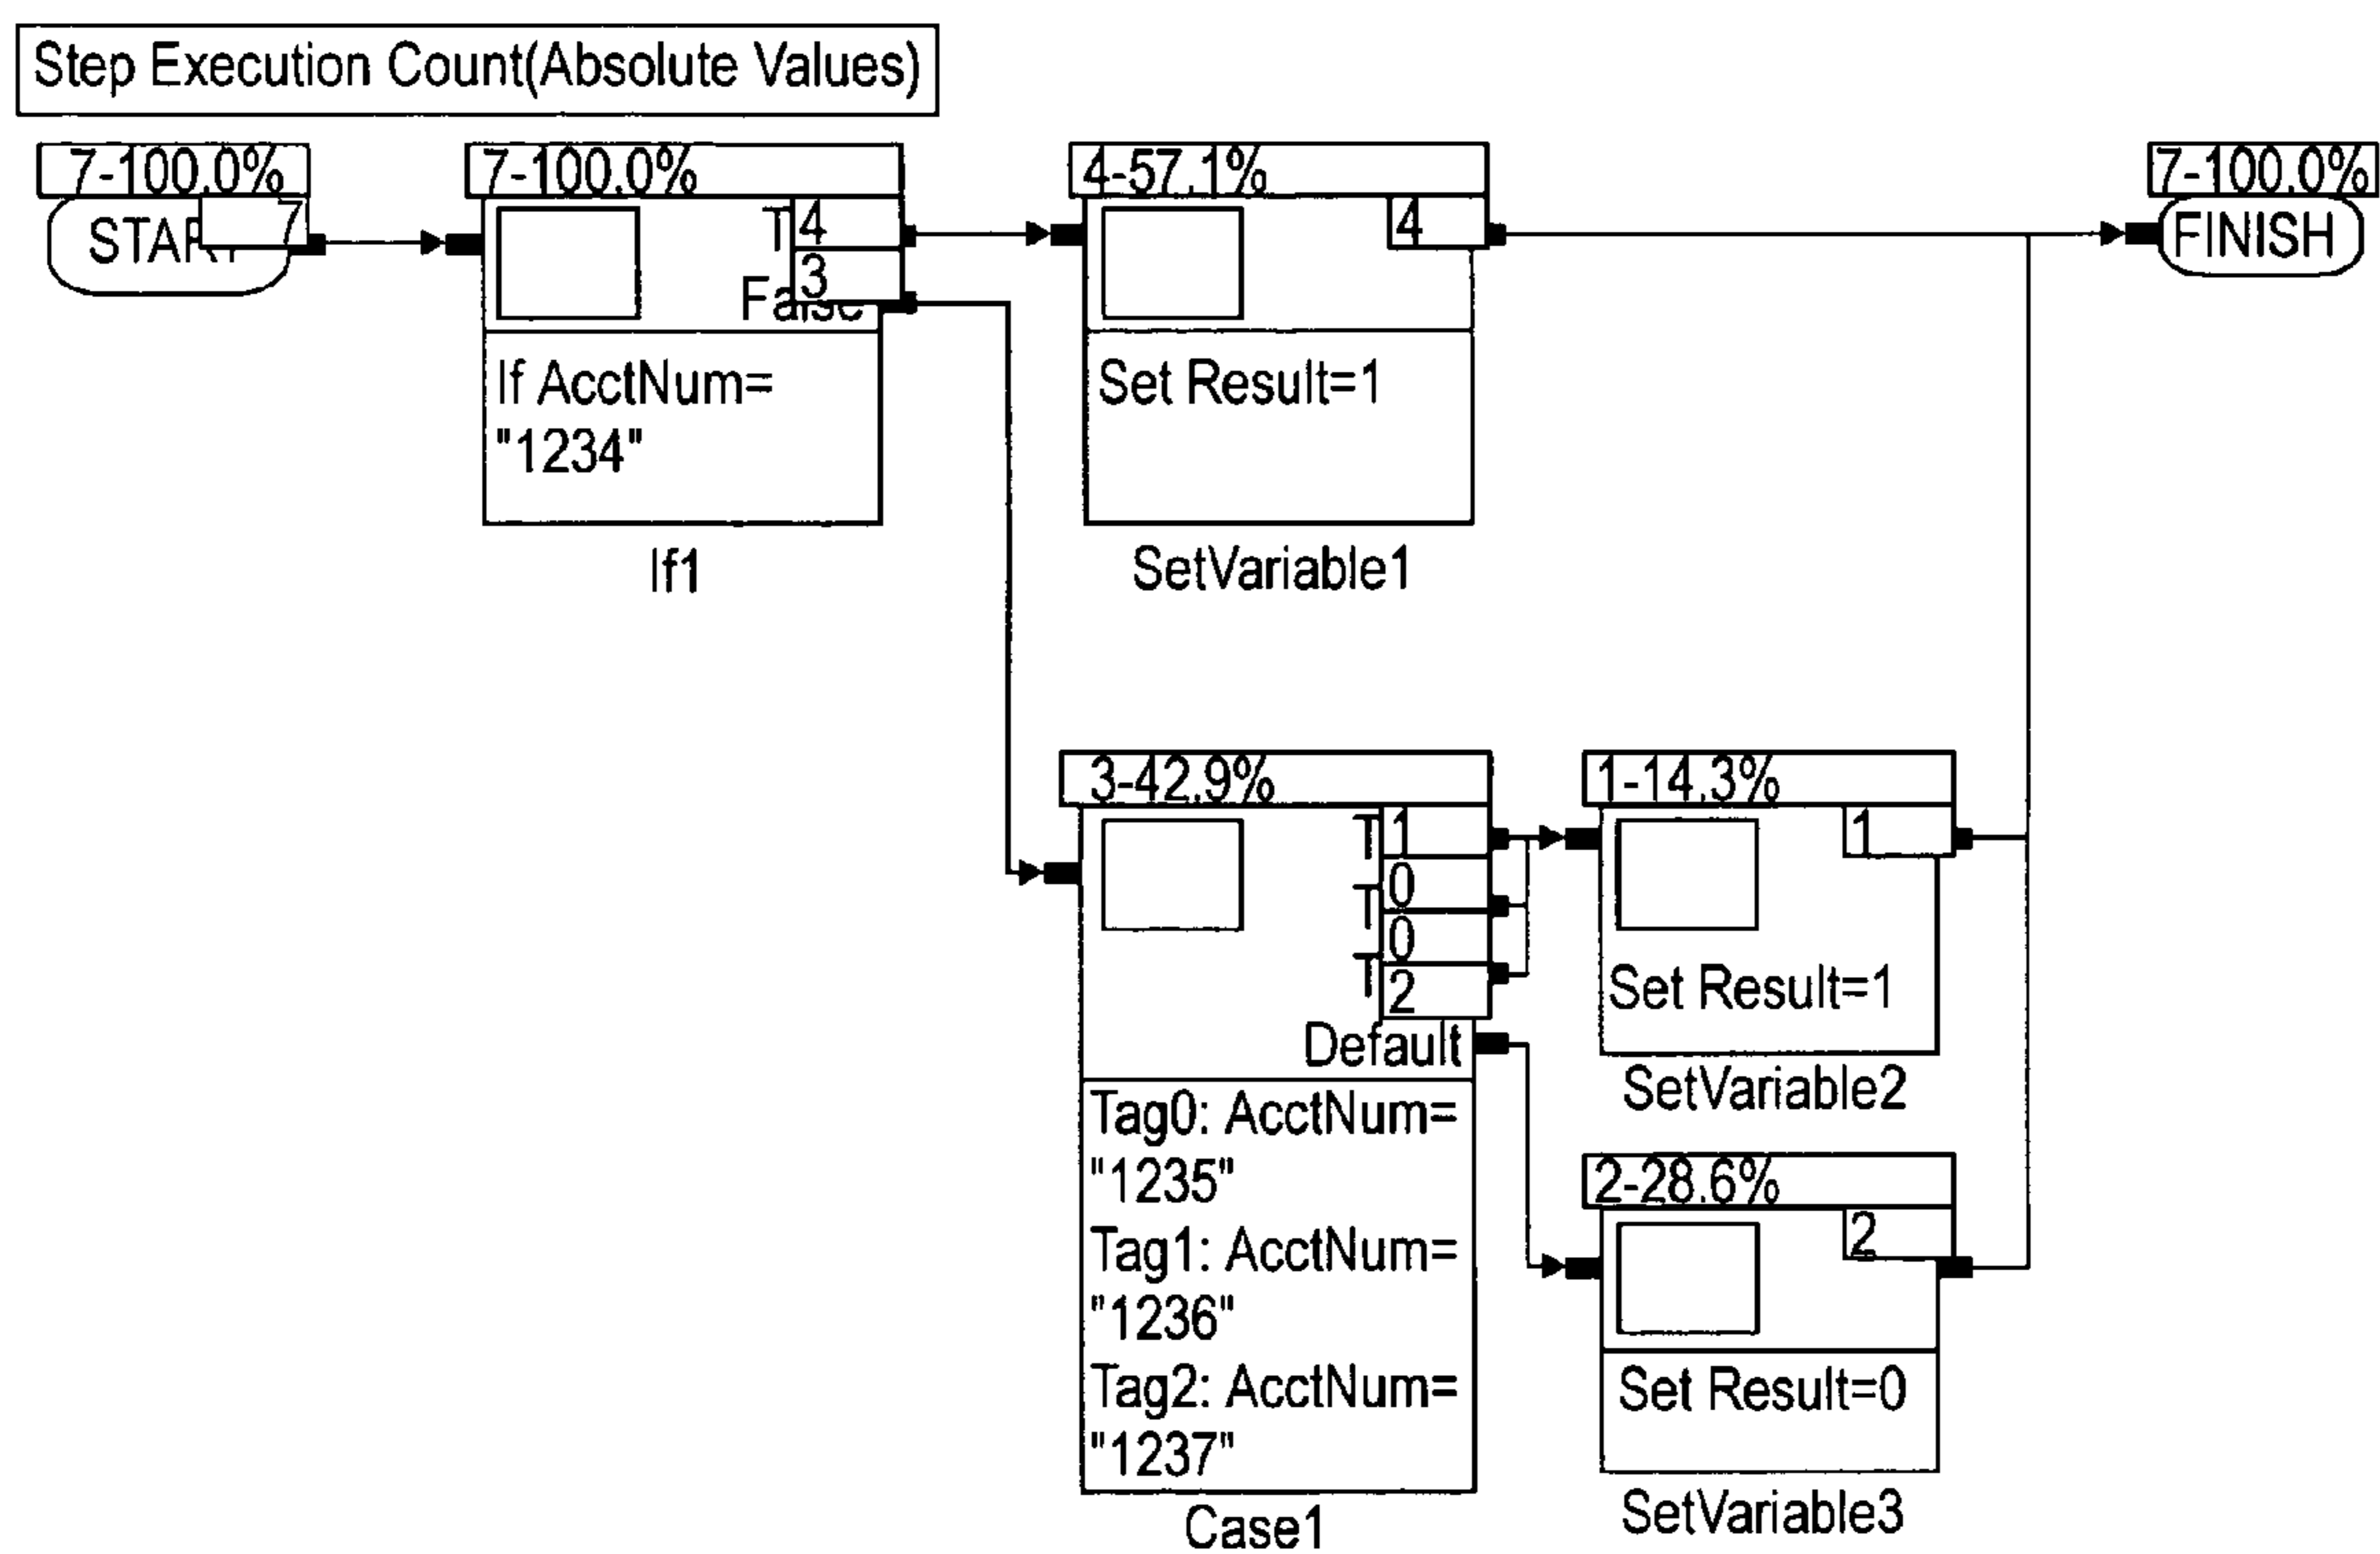 Step Execution Count(Absolute Values)
7-100.0%
7
START
7-100.0%
T
4
3
False
If AcctNum=
"1234"
If1
4-57.1%
4
Set Result=1
SetVariable1
7-100.0%
FINISH
3-42.9%
T 1
T 0
T 0
2
Default
Tag0: AcctNum=
"1235"
Tag1: AcctNum=
"1236"
Tag2: AcctNum=
"1237"
Case1
1-14.3%
1
Set Result=1
SetVariable2
2-28.6%
2
Set Result=0
SetVariable3